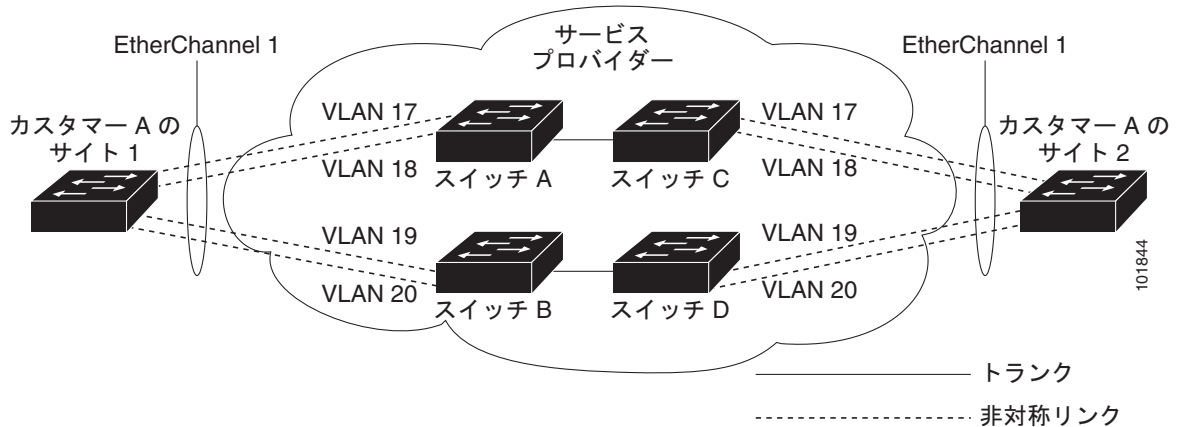 EtherChannel 1
サービス
プロバイダー
EtherChannel 1
カスタマー A の
サイト 1
VLAN 17
VLAN 18
スイッチ A
スイッチ C
VLAN 17
VLAN 18
カスタマー A の
サイト 2
VLAN 19
VLAN 20
スイッチ B
スイッチ D
VLAN 19
VLAN 20
101844
トランク
非対称リンク